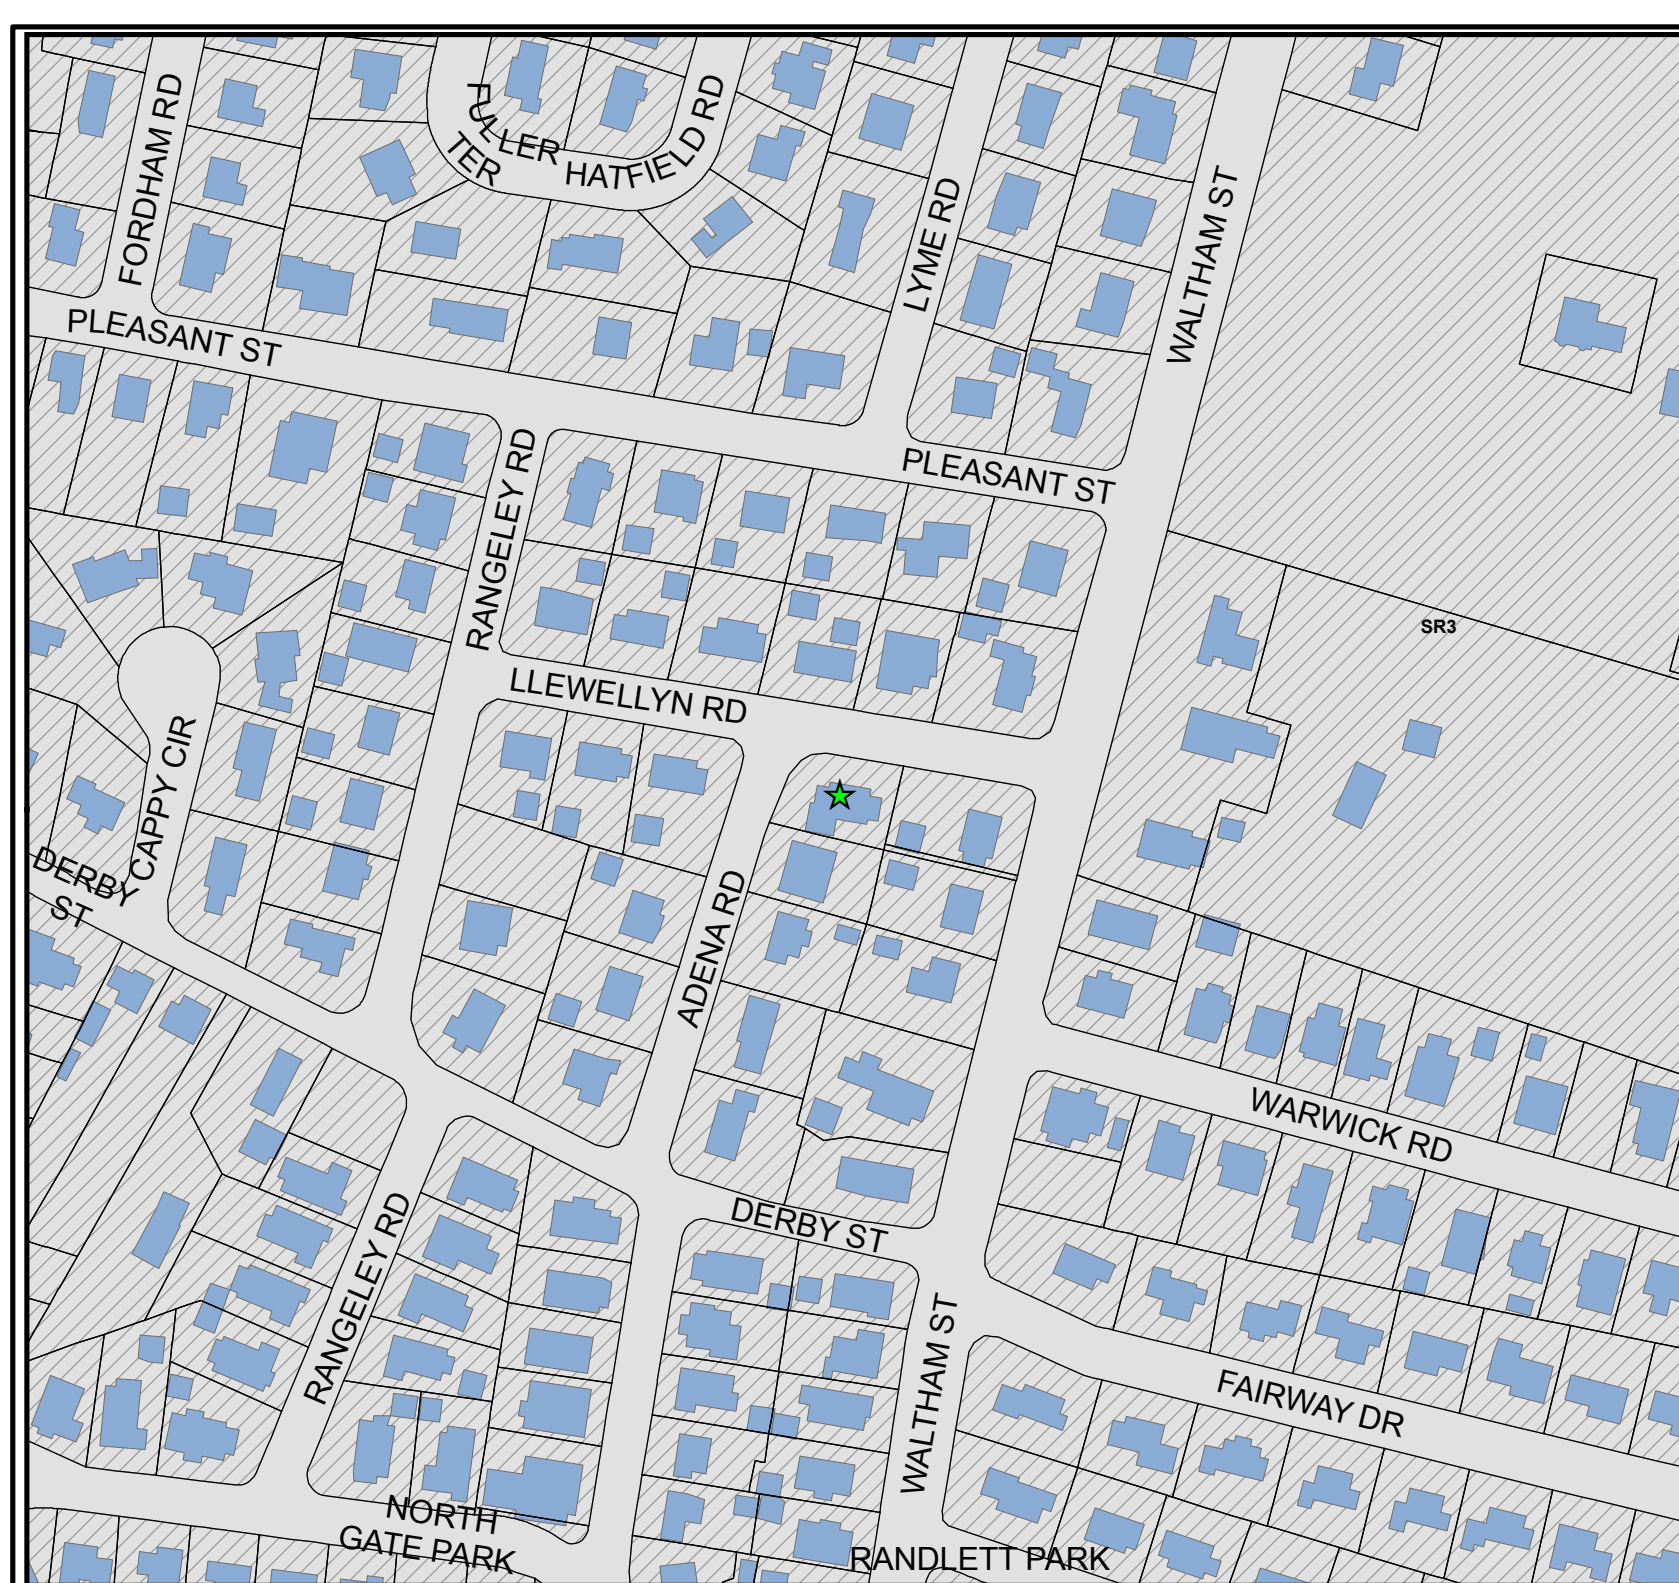 FORDHAM RD
FULLER
TER
HATFIELD RD
LYME RD
WALTHAM ST
PLEASANT ST
PLEASANT ST
RANGELEY RD
SR3
LLEWELLYN RD
CAPPY CIR
DERBY
ST
ADENA RD
WARWICK RD
RANGELEY RD
DERBY ST
WALTHAM ST
FAIRWAY DR
NORTH
GATE PARK
RANDLETT PARK